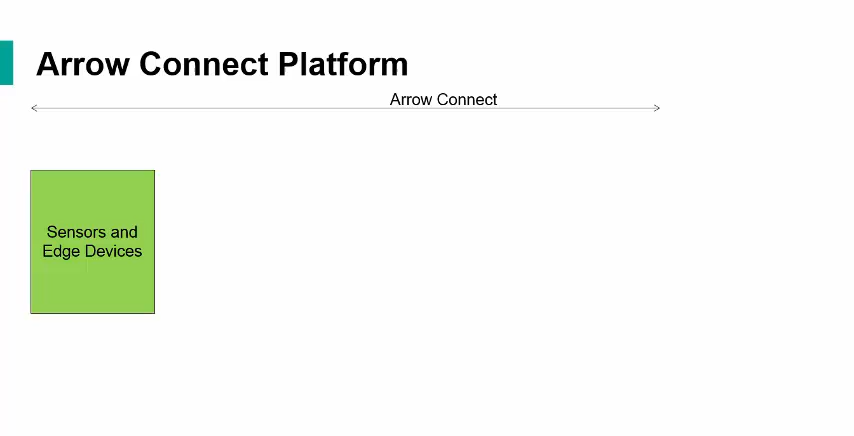 Arrow Connect Platform
Arrow Connect
Sensors and
Edge Devices